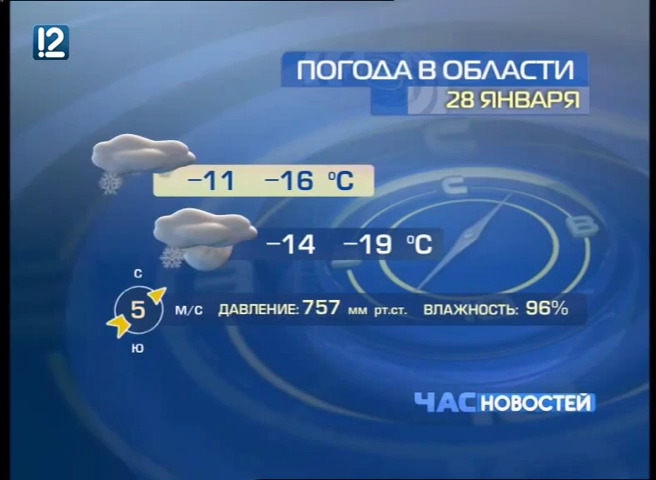 12
ПОГОДА В ОБЛАСТИ
28 ЯНВАРЯ
–11 –16 °C
–14 –19 °C
С
5 М/С ДАВЛЕНИЕ: 757 мм рт.ст. ВЛАЖНОСТЬ: 96%
Ю
ЧАС НОВОСТЕЙ